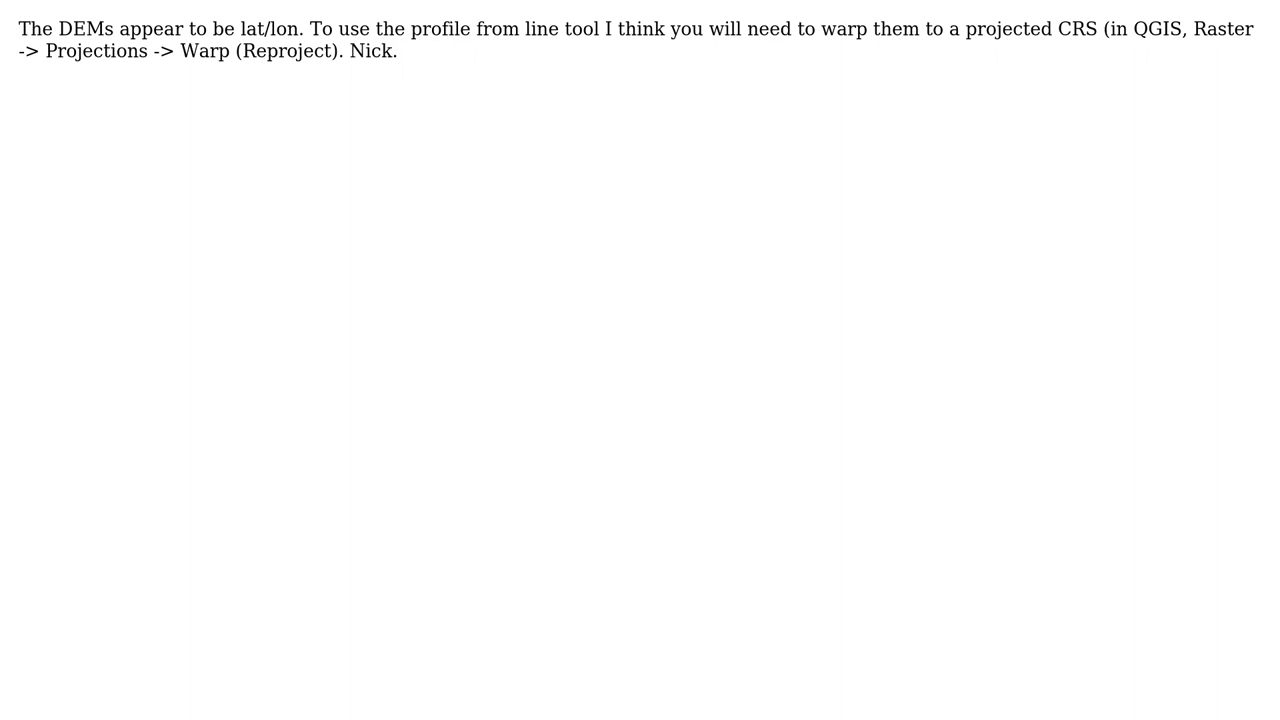 The DEMs appear to be lat/lon. To use the profile from line tool I think you will need to warp them to a projected CRS (in QGIS, Raster
-> Projections -> Warp (Reproject). Nick.